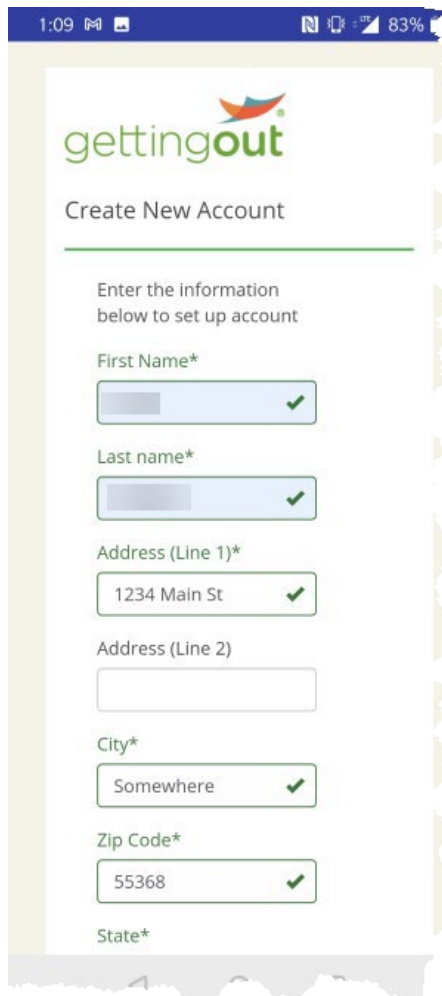 1:09
LTE 83%
gettingout
Create New Account
Enter the information
below to set up account
First Name*
Last name*
Address (Line 1)*
1234 Main St
Address (Line 2)
City*
Somewhere
Zip Code*
55368
State*